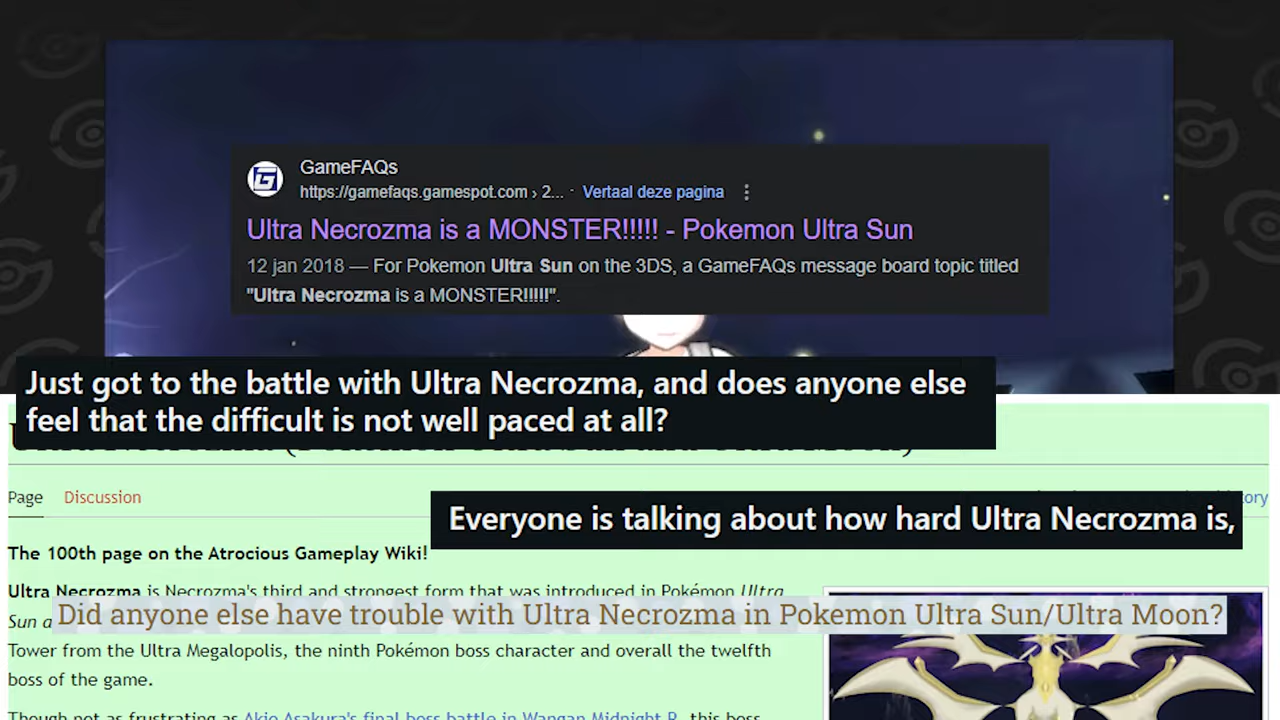 GameFAQs
https://gamefaqs.gamespot.com › 2... · Vertaal deze pagina
Ultra Necrozma is a MONSTER!!!!! - Pokemon Ultra Sun
12 jan 2018 — For Pokemon Ultra Sun on the 3DS, a GameFAQs message board topic titled
"Ultra Necrozma is a MONSTER!!!!!".
Just got to the battle with Ultra Necrozma, and does anyone else
feel that the difficult is not well paced at all?
Page Discussion
Everyone is talking about how hard Ultra Necrozma is,
The 100th page on the Atrocious Gameplay Wiki!
Ultra Necrozma is Necrozma's third and strongest form that was introduced in Pokémon Ultra
Sun
Did anyone else have trouble with Ultra Necrozma in Pokemon Ultra Sun/Ultra Moon?
Tower from the Ultra Megalopolis, the ninth Pokémon boss character and overall the twelfth
boss of the game.
Though not as frustrating as Akio Asakura's final boss battle in Wangan Midnight R, this boss